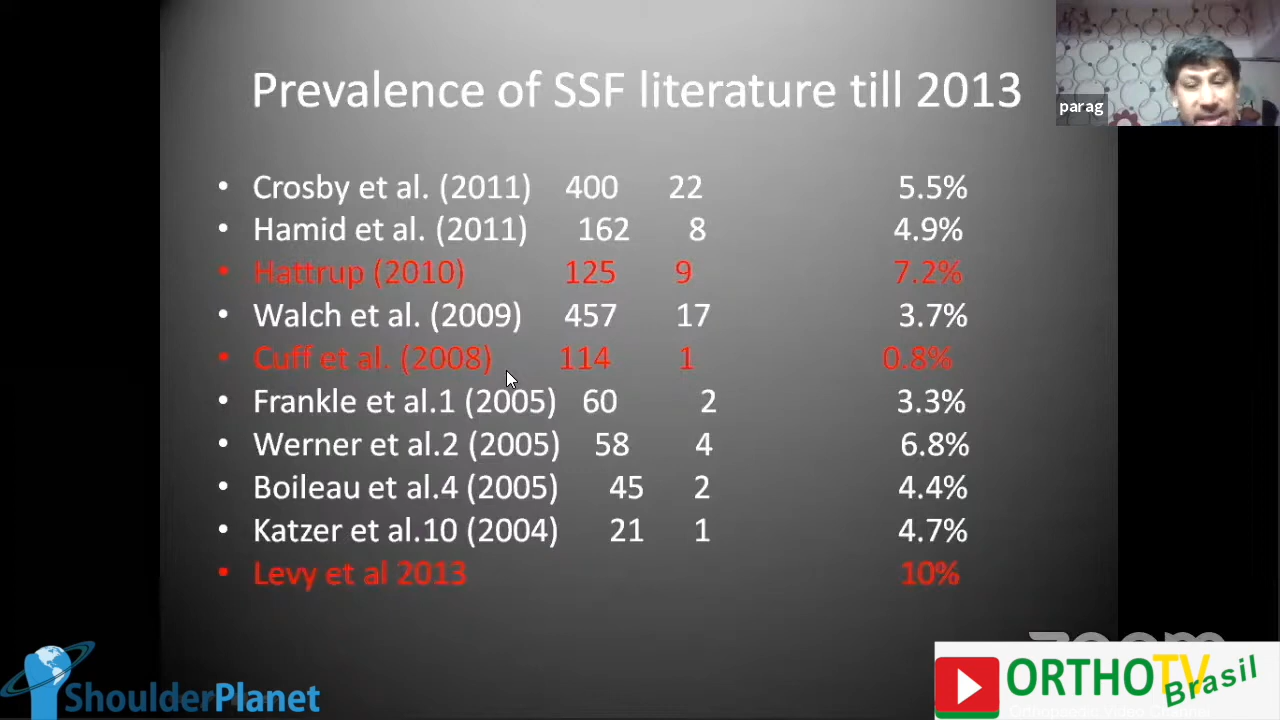 Prevalence of SSF literature till 2013
parag
• Crosby et al. (2011) 400 22 5.5%
• Hamid et al. (2011) 162 8 4.9%
• Hattrup (2010) 125 9 7.2%
• Walch et al. (2009) 457 17 3.7%
• Cuff et al. (2008) 114 1 0.8%
• Frankle et al.1 (2005) 60 2 3.3%
• Werner et al.2 (2005) 58 4 6.8%
• Boileau et al.4 (2005) 45 2 4.4%
• Katzer et al.10 (2004) 21 1 4.7%
• Levy et al 2013 10%
zoom
ShoulderPlanet
ORTHOTV
Brasil